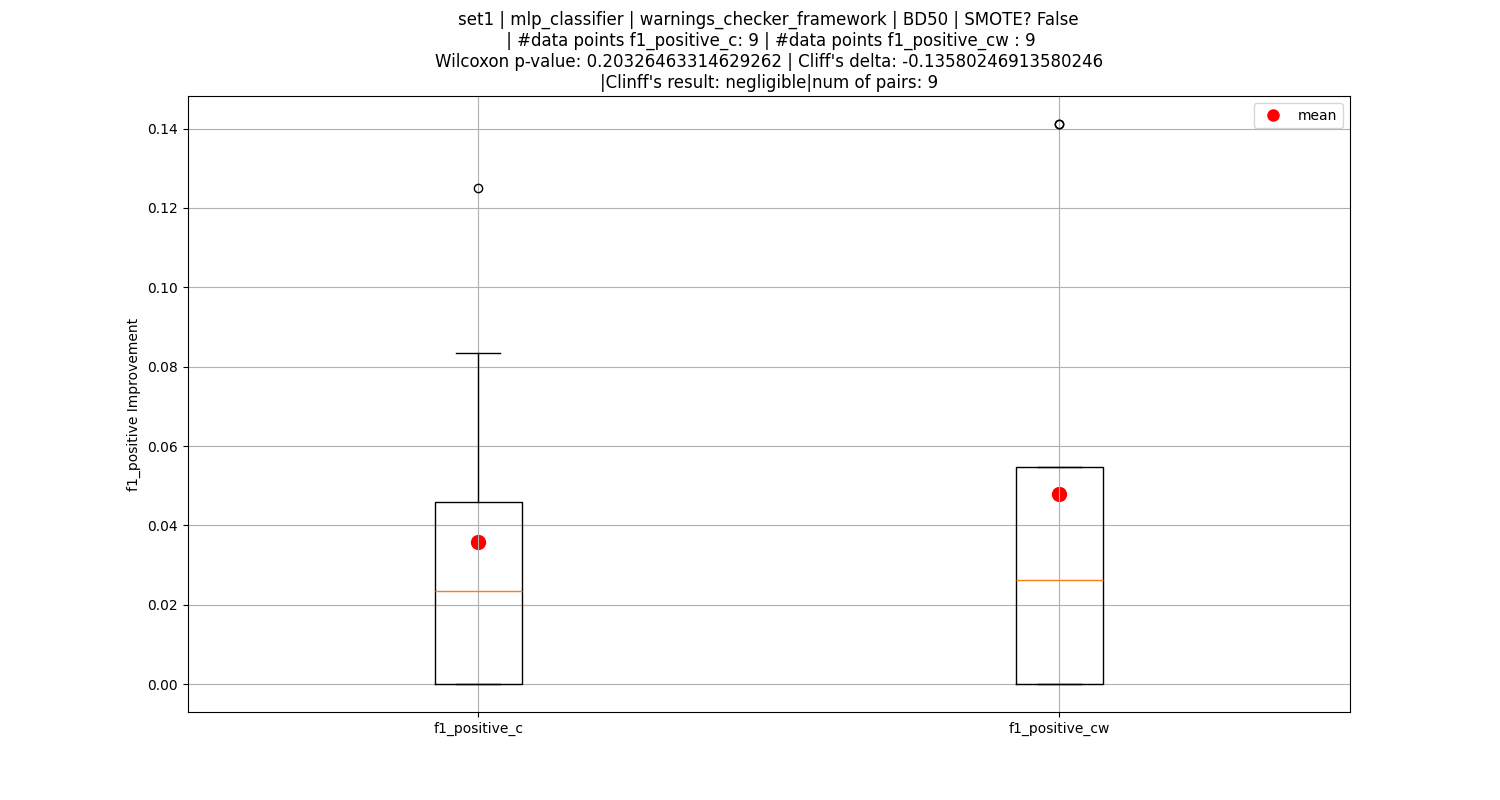 set1 | mlp_classifier | warnings_checker_framework | BD50 | SMOTE? False
| #data points f1_positive_c: 9 | #data points f1_positive_cw : 9
Wilcoxon p-value: 0.20326463314629262 | Cliff's delta: -0.13580246913580246
|Clinff's result: negligible|num of pairs: 9
mean
0.14
0.12
0.10
0.08
0.06
0.04
0.02
0.00
f1_positive Improvement
f1_positive_c
f1_positive_cw